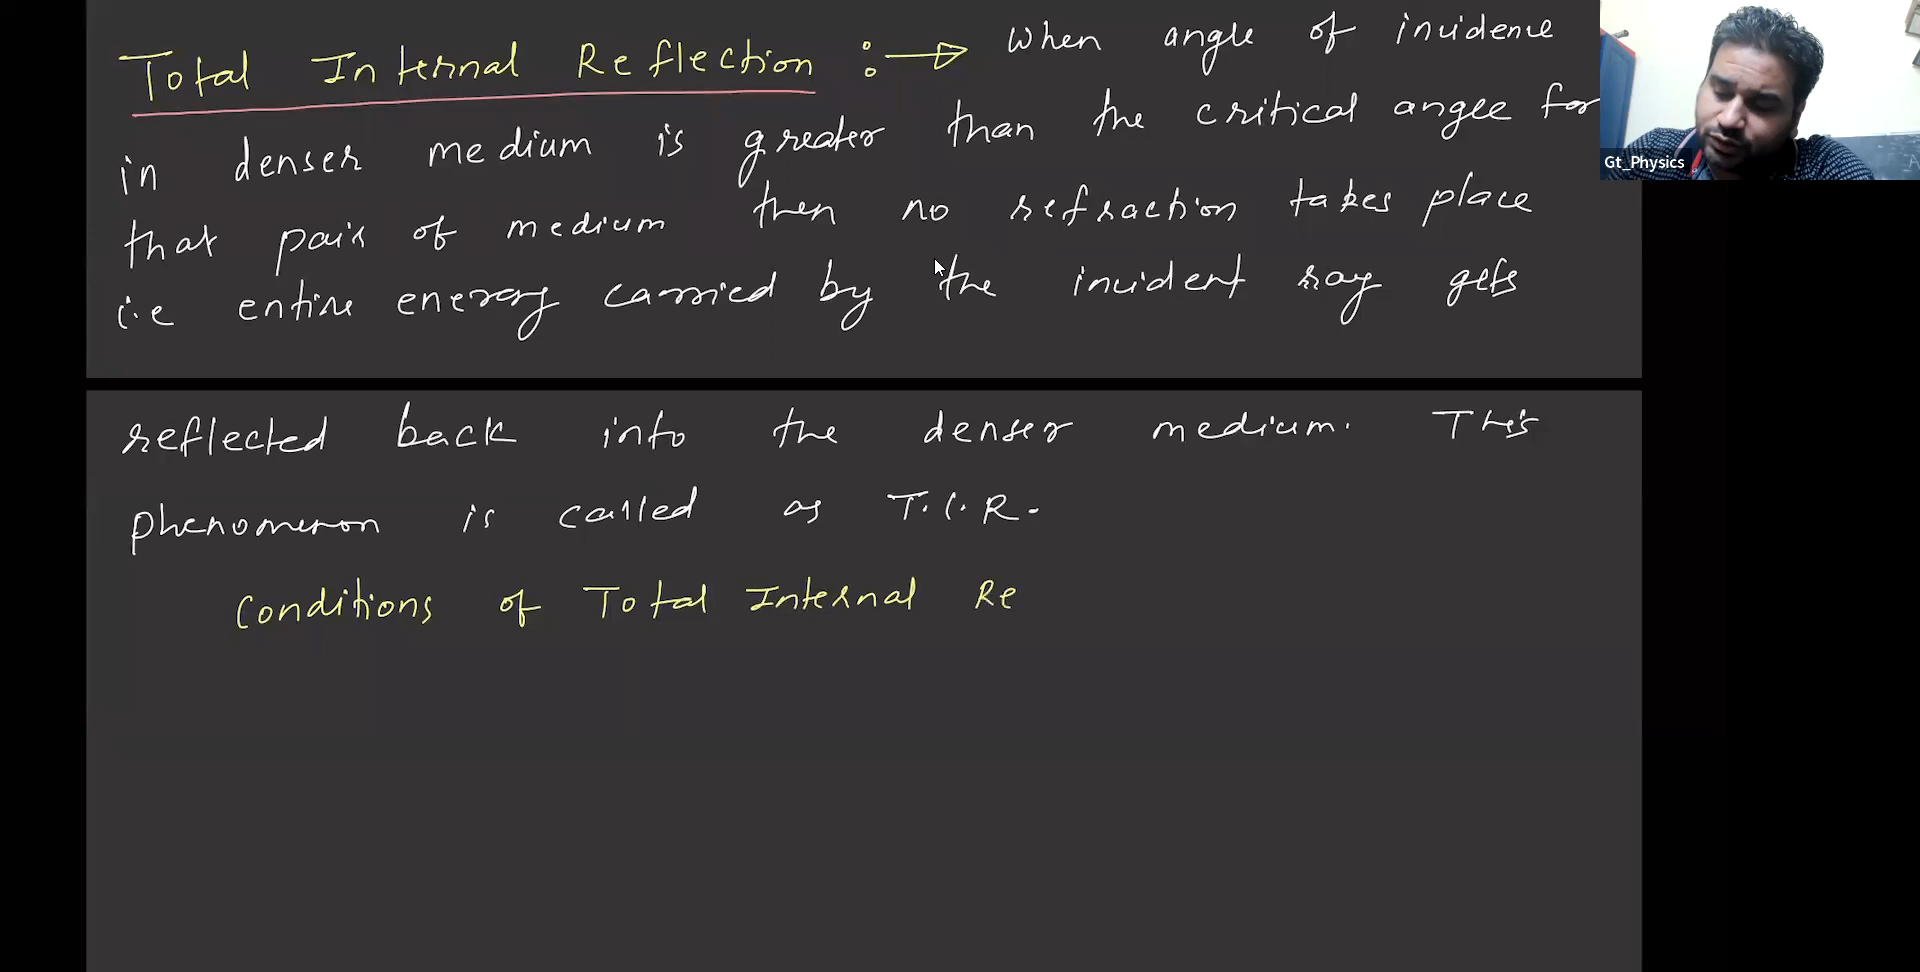 Total Internal Reflection :→ When angle of incidence
in denser medium is greater than the critical angle for
that pair of medium then no refraction takes place
i.e entire energy carried by the incident ray gets
reflected back into the denser medium. This
phenomenon is called as T.I.R.
Conditions of Total Internal Re
Gt_Physics